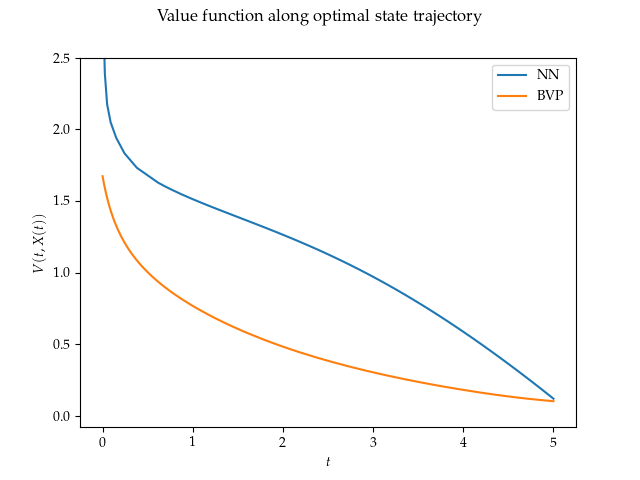 Value function along optimal state trajectory
NN
BVP
2.5
2.0
1.5
1.0
0.5
0.0
V(t, X(t))
0 1 2 3 4 5
t